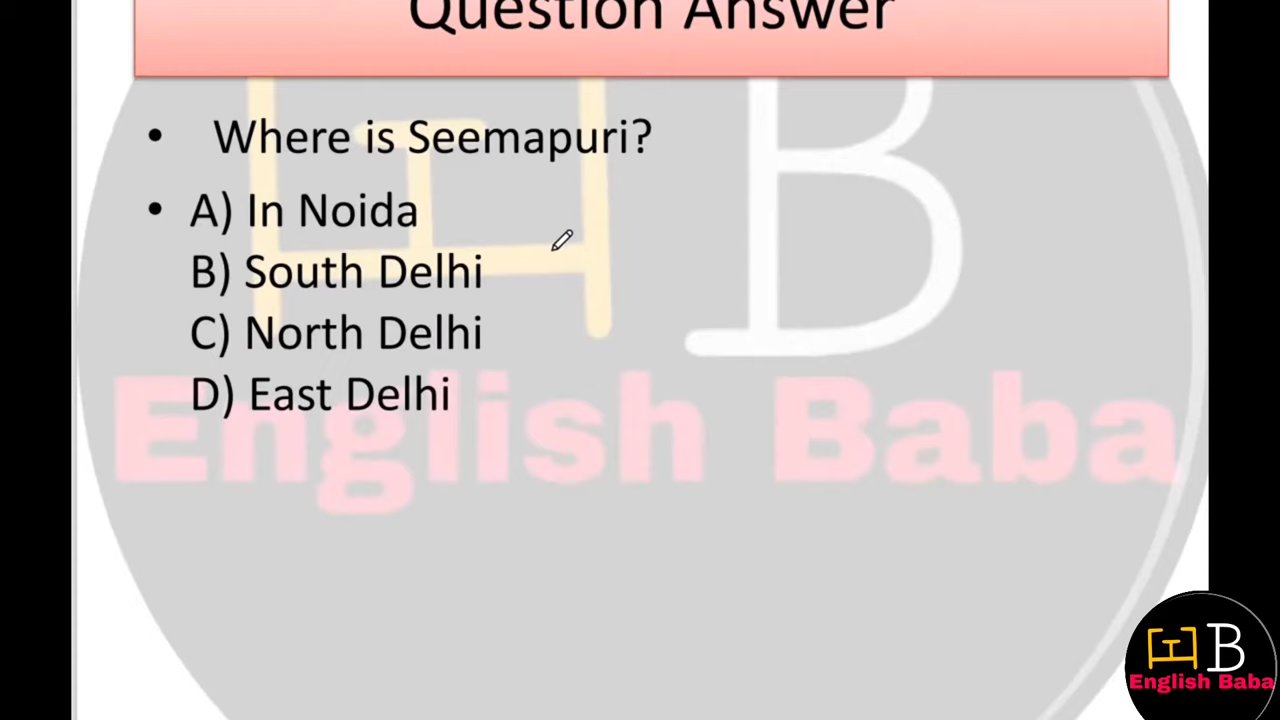 Question Answer
• Where is Seemapuri?
• A) In Noida
B) South Delhi
C) North Delhi
D) East Delhi
B
English Baba
B
English Baba